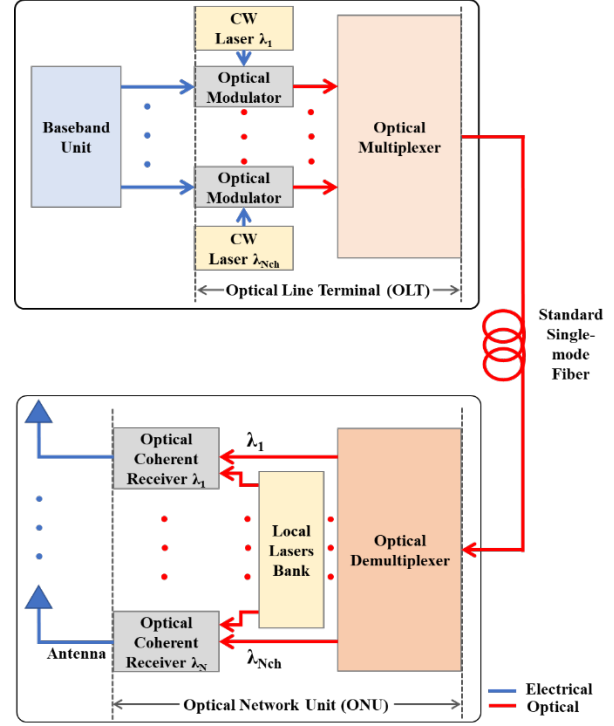 CW
Laser λ1
Optical
Modulator
Baseband
Unit
Optical
Multiplexer
Optical
Modulator
CW
Laser λNch
Optical Line Terminal (OLT)
Standard
Single-
mode
Fiber
Optical
Coherent
Receiver λ1
λ1
Local
Lasers
Bank
Optical
Demultiplexer
Optical
Coherent
Receiver λN
λNch
Antenna
Optical Network Unit (ONU)
Electrical
Optical